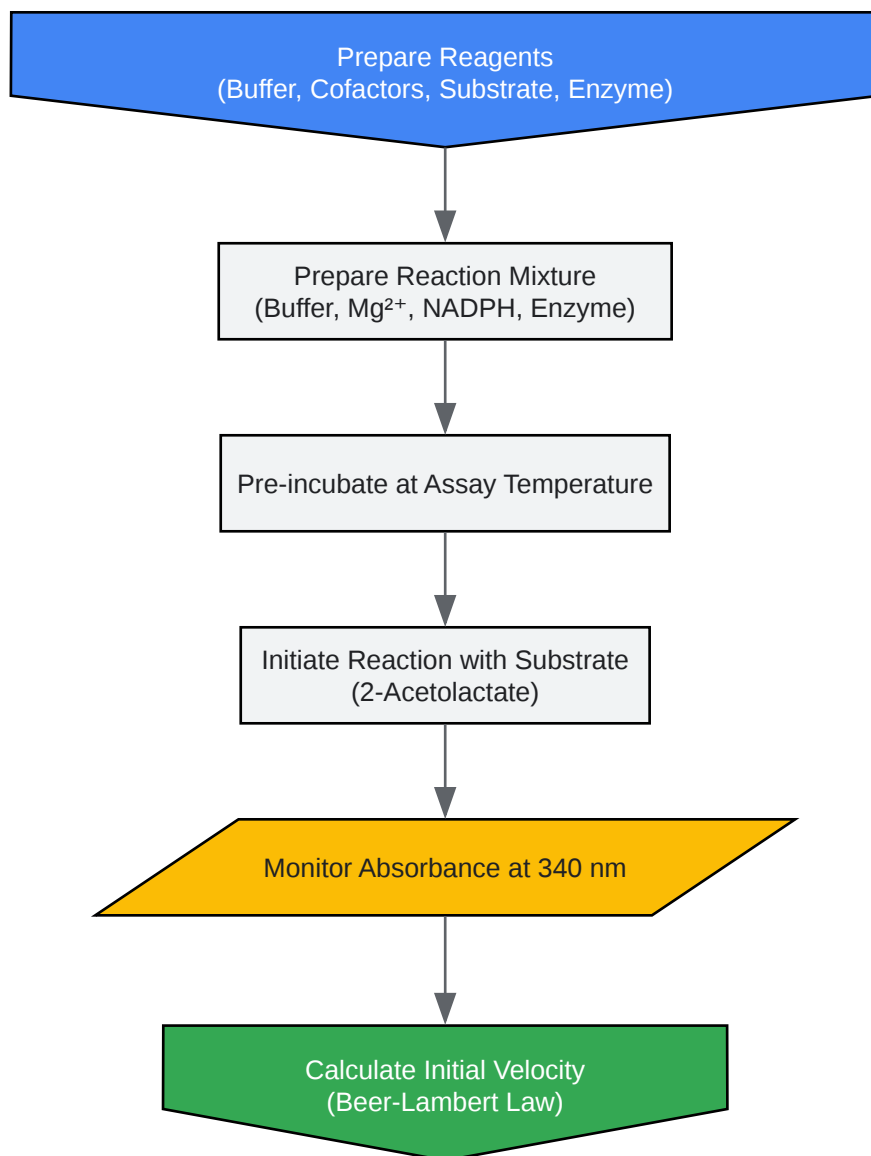 Prepare Reagents
(Buffer, Cofactors, Substrate, Enzyme)
Prepare Reaction Mixture
(Buffer, Mg²⁺, NADPH, Enzyme)
Pre-incubate at Assay Temperature
Initiate Reaction with Substrate
(2-Acetolactate)
Monitor Absorbance at 340 nm
Calculate Initial Velocity
(Beer-Lambert Law)